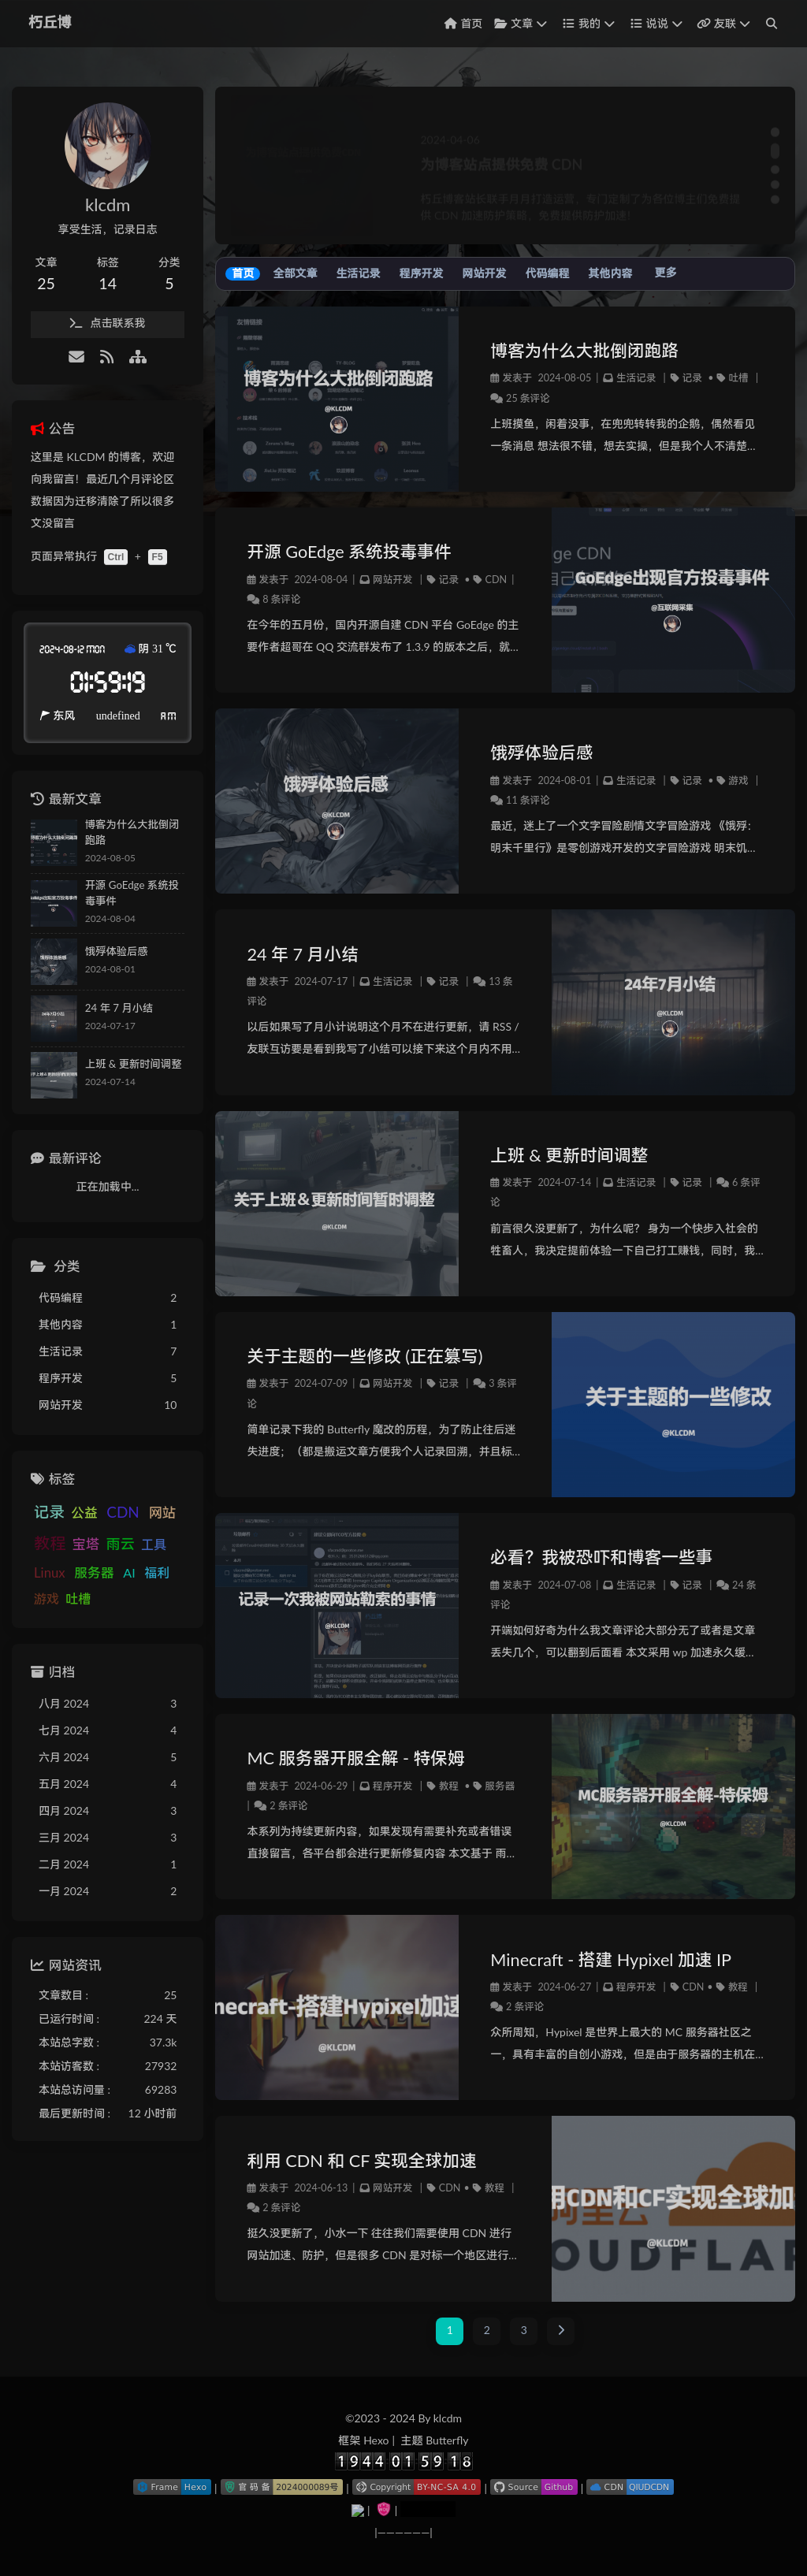 朽丘博
首页 文章 我的 说说 友联
klcdm
享受生活，记录日志
文章 标签 分类
25 14 5
点击联系我
公告
这里是 KLCDM 的博客，欢迎
向我留言！最近几个月评论区
数据因为迁移清除了所以很多
文没留言
页面异常执行 Ctrl + F5
2024-08-12 MON 阴 31 ℃
01:59:19
东风 undefined AM
最新文章
博客为什么大批倒闭
跑路
2024-08-05
开源 GoEdge 系统投
毒事件
2024-08-04
饿殍体验后感
2024-08-01
24 年 7 月小结
2024-07-17
上班 & 更新时间调整
2024-07-14
最新评论
正在加载中...
分类
代码编程 2
其他内容 1
生活记录 7
程序开发 5
网站开发 10
标签
记录 公益 CDN 网站
教程 宝塔 雨云 工具
Linux 服务器 AI 福利
游戏 吐槽
归档
八月 2024 3
七月 2024 4
六月 2024 5
五月 2024 4
四月 2024 3
三月 2024 3
二月 2024 1
一月 2024 2
网站资讯
文章数目 : 25
已运行时间 : 224 天
本站总字数 : 37.3k
本站访客数 : 27932
本站总访问量 : 69283
最后更新时间 : 12 小时前
2024-04-06
为博客站点提供免费 CDN
首页 全部文章 生活记录 程序开发 网站开发 代码编程 其他内容 更多
博客为什么大批倒闭跑路
@KLCDM
博客为什么大批倒闭跑路
发表于 2024-08-05 | 生活记录 | 记录 • 吐槽 |
25 条评论
上班摸鱼，闲着没事，在兜兜转转我的企鹅，偶然看见
一条消息 想法很不错，想去实操，但是我个人不清楚...
开源 GoEdge 系统投毒事件
发表于 2024-08-04 | 网站开发 | 记录 • CDN |
8 条评论
在今年的五月份，国内开源自建 CDN 平台 GoEdge 的主
要作者超哥在 QQ 交流群发布了 1.3.9 的版本之后，就...
GoEdge出现官方投毒事件
@互联网采集
饿殍体验后感
@KLCDM
饿殍体验后感
发表于 2024-08-01 | 生活记录 | 记录 • 游戏 |
11 条评论
最近，迷上了一个文字冒险剧情文字冒险游戏 《饿殍：
明末千里行》是零创游戏开发的文字冒险游戏 明末饥...
24 年 7 月小结
发表于 2024-07-17 | 生活记录 | 记录 | 13 条
评论
以后如果写了月小计说明这个月不在进行更新，请 RSS /
友联互访要是看到我写了小结可以接下来这个月内不用...
24年7月小结
@KLCDM
关于上班&更新时间暂时调整
@KLCDM
上班 & 更新时间调整
发表于 2024-07-14 | 生活记录 | 记录 | 6 条评
论
前言很久没更新了，为什么呢？ 身为一个快步入社会的
牲畜人，我决定提前体验一下自己打工赚钱，同时，我...
关于主题的一些修改 (正在篡写)
发表于 2024-07-09 | 网站开发 | 记录 | 3 条评
论
简单记录下我的 Butterfly 魔改的历程，为了防止往后迷
失进度；（都是搬运文章方便我个人记录回溯，并且标...
关于主题的一些修改
@KLCDM
记录一次我被网站勒索的事情
@KLCDM
必看？我被恐吓和博客一些事
发表于 2024-07-08 | 生活记录 | 记录 | 24 条
评论
开端如何好奇为什么我文章评论大部分无了或者是文章
丢失几个，可以翻到后面看 本文采用 wp 加速永久缓...
MC 服务器开服全解 - 特保姆
发表于 2024-06-29 | 程序开发 | 教程 • 服务器
| 2 条评论
本系列为持续更新内容，如果发现有需要补充或者错误
直接留言，各平台都会进行更新修复内容 本文基于 雨...
MC服务器开服全解-特保姆
@KLCDM
necraft-搭建Hypixel加速
@KLCDM
Minecraft - 搭建 Hypixel 加速 IP
发表于 2024-06-27 | 程序开发 | CDN • 教程 |
2 条评论
众所周知，Hypixel 是世界上最大的 MC 服务器社区之
一，具有丰富的自创小游戏，但是由于服务器的主机在...
利用 CDN 和 CF 实现全球加速
发表于 2024-06-13 | 网站开发 | CDN • 教程 |
2 条评论
挺久没更新了，小水一下 往往我们需要使用 CDN 进行
网站加速、防护，但是很多 CDN 是对标一个地区进行...
用CDN和CF实现全球加
@KLCDM
1 2 3
©2023 - 2024 By klcdm
框架 Hexo | 主题 Butterfly
1944 01 59 18
Frame Hexo | 官 码 备 2024000089号 | Copyright BY-NC-SA 4.0 | Source Github | CDN QIUDCDN
| |
|——————|